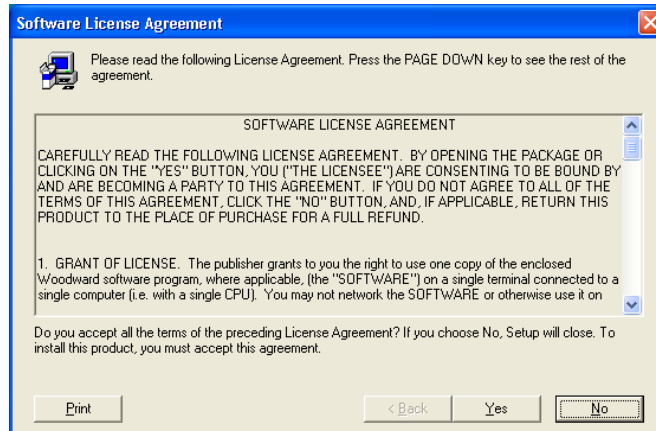 Software License Agreement
Please read the following License Agreement. Press the PAGE DOWN key to see the rest of the
agreement.
SOFTWARE LICENSE AGREEMENT
CAREFULLY READ THE FOLLOWING LICENSE AGREEMENT. BY OPENING THE PACKAGE OR
CLICKING ON THE "YES" BUTTON, YOU ("THE LICENSEE") ARE CONSENTING TO BE BOUND BY
AND ARE BECOMING A PARTY TO THIS AGREEMENT. IF YOU DO NOT AGREE TO ALL OF THE
TERMS OF THIS AGREEMENT, CLICK THE "NO" BUTTON, AND, IF APPLICABLE, RETURN THIS
PRODUCT TO THE PLACE OF PURCHASE FOR A FULL REFUND.
1. GRANT OF LICENSE. The publisher grants to you the right to use one copy of the enclosed
Woodward software program, where applicable, (the "SOFTWARE") on a single terminal connected to a
single computer (i.e. with a single CPU). You may not network the SOFTWARE or otherwise use it on
Do you accept all the terms of the preceding License Agreement? If you choose No, Setup will close. To
install this product, you must accept this agreement.
Print < Back Yes No